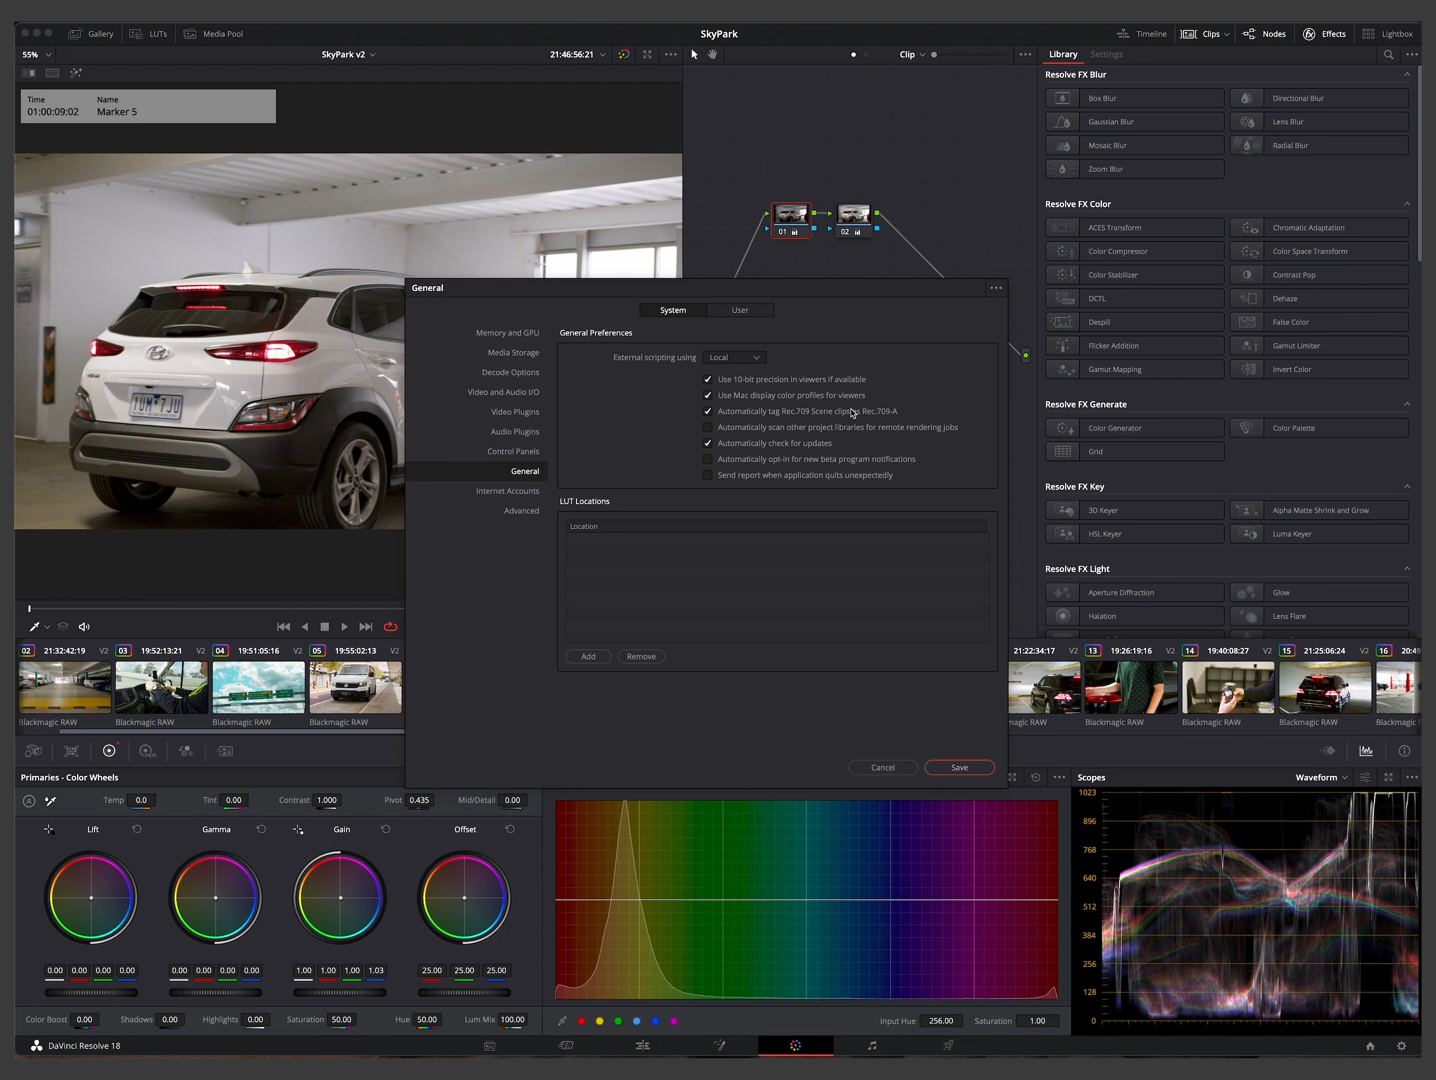 Gallery
LUTs
Media Pool
SkyPark
Timeline
Clips
Nodes
Effects
Lightbox
55%
SkyPark v2
21:46:56:21
Clip
Library
Settings
Time
Name
01:00:09:02
Marker 5
01
02
Resolve FX Blur
Box Blur
Directional Blur
Gaussian Blur
Lens Blur
Mosaic Blur
Radial Blur
Zoom Blur
Resolve FX Color
ACES Transform
Chromatic Adaptation
Color Compressor
Color Space Transform
Color Stabilizer
Contrast Pop
DCTL
Dehaze
Despill
False Color
Flicker Addition
Gamut Limiter
Gamut Mapping
Invert Color
Resolve FX Generate
Color Generator
Color Palette
Grid
Resolve FX Key
3D Keyer
Alpha Matte Shrink and Grow
HSL Keyer
Luma Keyer
Resolve FX Light
Aperture Diffraction
Glow
Halation
Lens Flare
General
System
User
Memory and GPU
Media Storage
Decode Options
Video and Audio I/O
Video Plugins
Audio Plugins
Control Panels
General
Internet Accounts
Advanced
General Preferences
External scripting using
Local
Use 10-bit precision in viewers if available
Use Mac display color profiles for viewers
Automatically tag Rec.709 Scene clips Rec.709-A
Automatically scan other project libraries for remote rendering jobs
Automatically check for updates
Automatically opt-in for new beta program notifications
Send report when application quits unexpectedly
LUT Locations
Location
Add
Remove
Cancel
Save
02 21:32:42:19 V2
03 19:52:13:21 V2
04 19:51:05:16 V2
05 19:55:02:13 V2
21:22:34:17 V2
13 19:26:19:16 V2
14 19:40:08:27 V2
15 21:25:06:24 V2
16 20:49
Blackmagic RAW
Blackmagic RAW
Blackmagic RAW
Blackmagic RAW
magic RAW
Blackmagic RAW
Blackmagic RAW
Blackmagic RAW
Blackmagic
Primaries - Color Wheels
Temp 0.0
Tint 0.00
Contrast 1.000
Pivot 0.435
Mid/Detail 0.00
Lift
Gamma
Gain
Offset
0.00 0.00 0.00 0.00
0.00 0.00 0.00 0.00
1.00 1.00 1.00 1.03
25.00 25.00 25.00
Color Boost 0.00
Shadows 0.00
Highlights 0.00
Saturation 50.00
Hue 50.00
Lum Mix 100.00
Input Hue 256.00
Saturation 1.00
Scopes
Waveform
1023
896
768
640
512
384
256
128
0
DaVinci Resolve 18